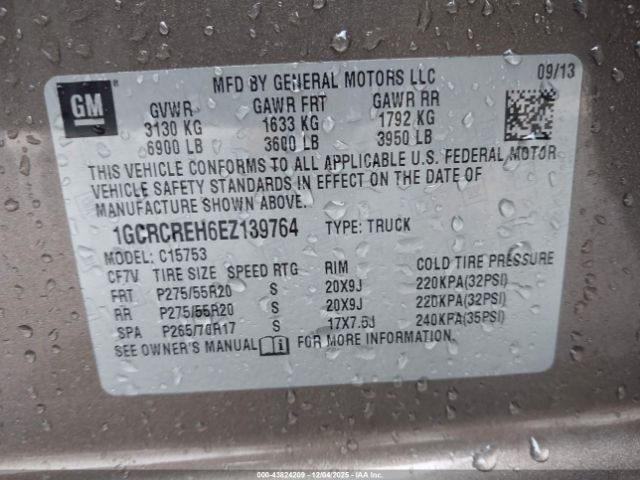 GM
MFD BY GENERAL MOTORS LLC 09/13
GVWR GAWR FRT GAWR RR
3130 KG 1633 KG 1792 KG
6900 LB 3600 LB 3950 LB
THIS VEHICLE CONFORMS TO ALL APPLICABLE U.S. FEDERAL MOTOR
VEHICLE SAFETY STANDARDS IN EFFECT ON THE DATE OF
MANUFACTURE SHOWN ABOVE.
1GCRCREH6EZ139764 TYPE: TRUCK
MODEL: C15753
CF7V TIRE SIZE SPEED RTG RIM COLD TIRE PRESSURE
FRT P275/55R20 S 20X9J 220KPA(32PSI)
RR P275/55R20 S 20X9J 220KPA(32PSI)
SPA P265/70R17 S 17X7.5J 240KPA(35PSI)
SEE OWNER'S MANUAL FOR MORE INFORMATION.
000-43824209 - 12/04/2025 - IAAI.COM